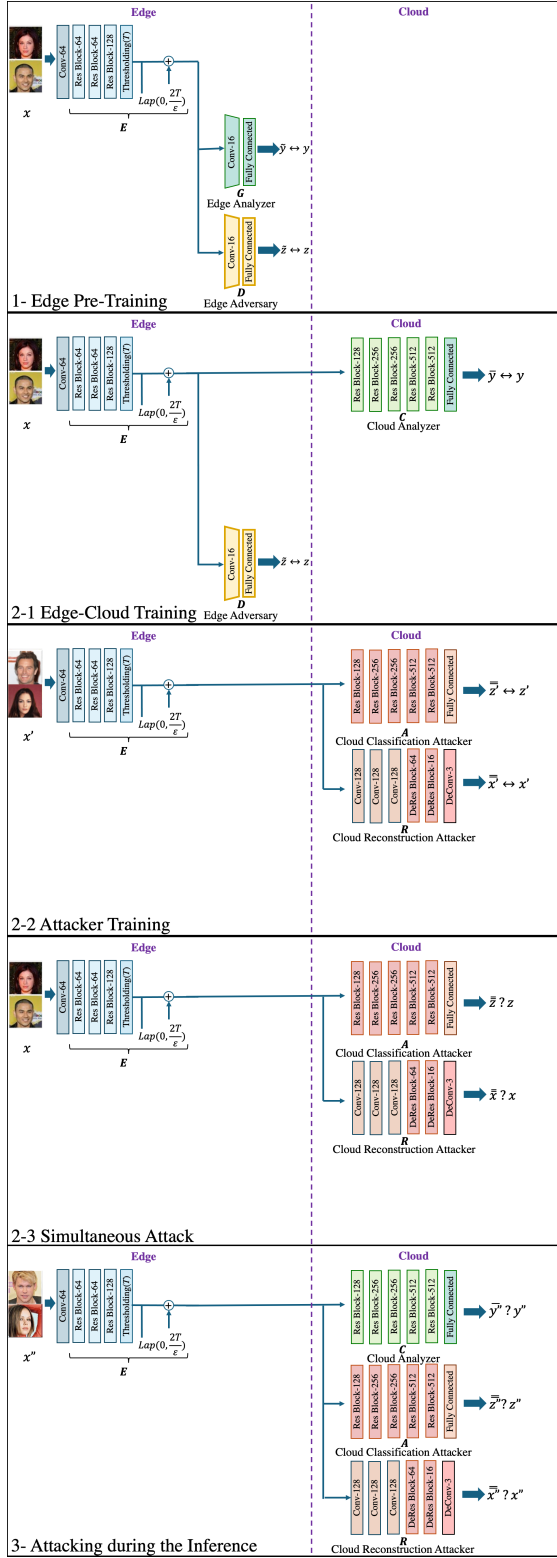 Edge
Cloud
Conv-64
Res Block-64
Res Block-64
Res Block-128
Thresholding(T)
x
E
Lap(0, 2T/ε)
Conv-16
Fully Connected
ỹ ↔ y
G
Edge Analyzer
Conv-16
Fully Connected
z̃ ↔ z
D
Edge Adversary
1- Edge Pre-Training
Edge
Cloud
Conv-64
Res Block-64
Res Block-64
Res Block-128
Thresholding(T)
x
E
Lap(0, 2T/ε)
Res Block-128
Res Block-256
Res Block-256
Res Block-512
Res Block-512
Fully Connected
ȳ ↔ y
C
Cloud Analyzer
Conv-16
Fully Connected
z̃ ↔ z
D
Edge Adversary
2-1 Edge-Cloud Training
Edge
Cloud
Conv-64
Res Block-64
Res Block-64
Res Block-128
Thresholding(T)
x'
E
Lap(0, 2T/ε)
Res Block-128
Res Block-256
Res Block-256
Res Block-512
Res Block-512
Fully Connected
z̿' ↔ z'
A
Cloud Classification Attacker
Conv-128
Conv-128
Conv-128
DeRes Block-64
DeRes Block-16
DeConv-3
x̿' ↔ x'
R
Cloud Reconstruction Attacker
2-2 Attacker Training
Edge
Cloud
Conv-64
Res Block-64
Res Block-64
Res Block-128
Thresholding(T)
x
E
Lap(0, 2T/ε)
Res Block-128
Res Block-256
Res Block-256
Res Block-512
Res Block-512
Fully Connected
z̿ ? z
A
Cloud Classification Attacker
Conv-128
Conv-128
Conv-128
DeRes Block-64
DeRes Block-16
DeConv-3
x̿ ? x
R
Cloud Reconstruction Attacker
2-3 Simultaneous Attack
Edge
Cloud
Conv-64
Res Block-64
Res Block-64
Res Block-128
Thresholding(T)
x"
E
Lap(0, 2T/ε)
Res Block-128
Res Block-256
Res Block-256
Res Block-512
Res Block-512
Fully Connected
ȳ" ? y"
C
Cloud Analyzer
Res Block-128
Res Block-256
Res Block-256
Res Block-512
Res Block-512
Fully Connected
z̿" ? z"
A
Cloud Classification Attacker
Conv-128
Conv-128
Conv-128
DeRes Block-64
DeRes Block-16
DeConv-3
x̿" ? x"
R
Cloud Reconstruction Attacker
3- Attacking during the Inference